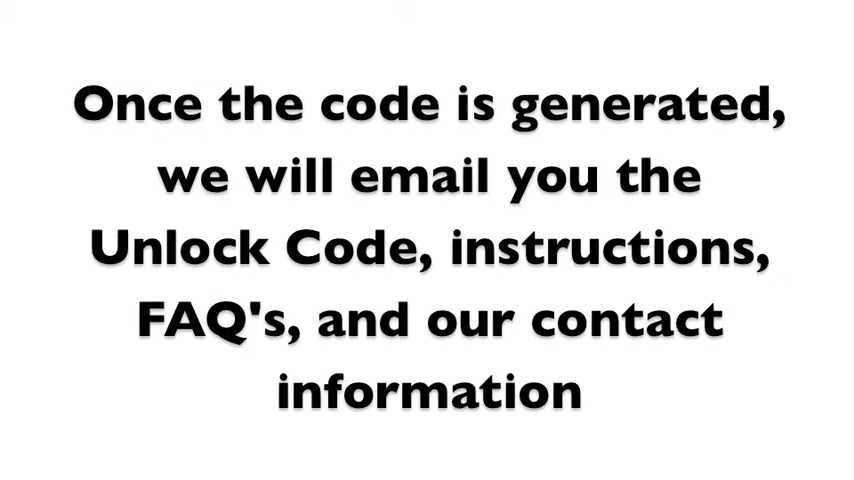 Once the code is generated,
we will email you the
Unlock Code, instructions,
FAQ's, and our contact
information